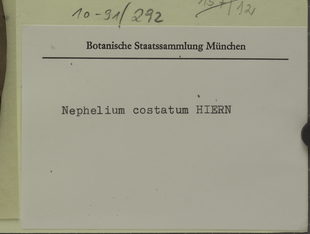 10-91/292
Botanische Staatssammlung München
Nephelium costatum HIERN